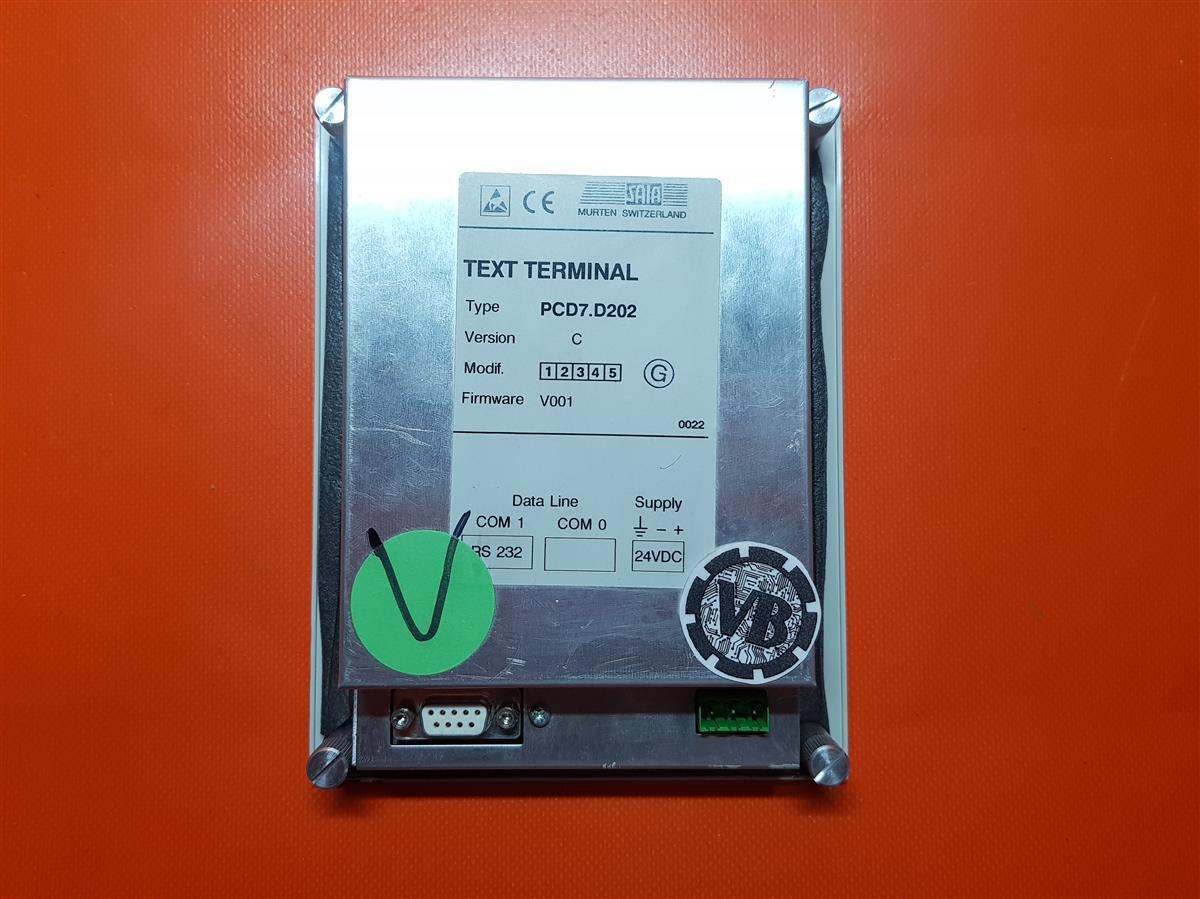 CE SAIA
MURTEN SWITZERLAND
TEXT TERMINAL
Type PCD7.D202
Version C
Modif. 1 2 3 4 5 G
Firmware V001
0022
Data Line Supply
COM 1 COM 0 - +
RS 232 24VDC
V
VB